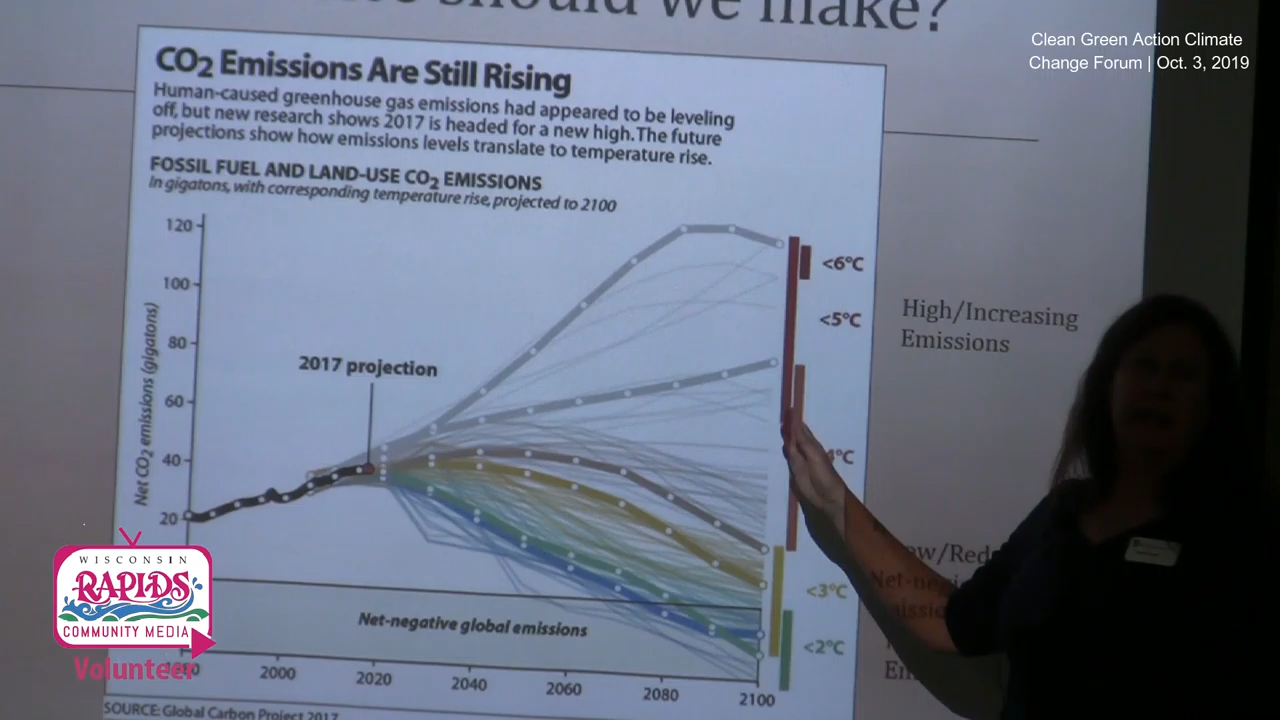 should we make?
Clean Green Action Climate
Change Forum | Oct. 3, 2019
CO2 Emissions Are Still Rising
Human-caused greenhouse gas emissions had appeared to be leveling
off, but new research shows 2017 is headed for a new high. The future
projections show how emissions levels translate to temperature rise.
FOSSIL FUEL AND LAND-USE CO2 EMISSIONS
In gigatons, with corresponding temperature rise, projected to 2100
120
100
80
60
40
20
Net CO2 emissions (gigatons)
2017 projection
<6°C
<5°C
°C
<3°C
<2°C
High/Increasing
Emissions
Net-negative global emissions
2000
2020
2040
2060
2080
2100
SOURCE: Global Carbon Project 2017
WISCONSIN
RAPIDS
COMMUNITY MEDIA
Volunteer